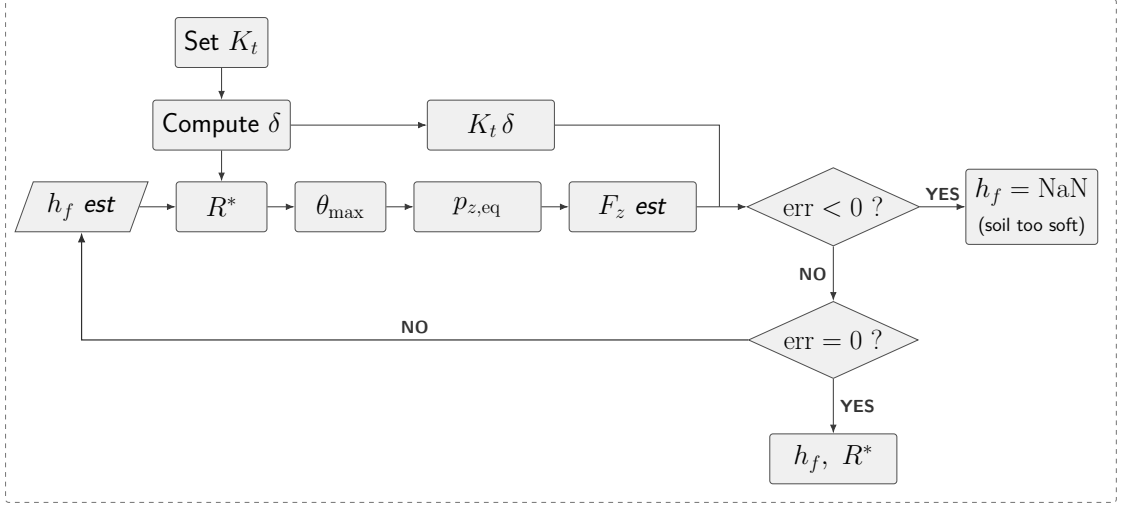 Set K_t
Compute δ
K_t δ
h_f est
R*
θ_max
p_z,eq
F_z est
err < 0 ?
YES
h_f = NaN
(soil too soft)
NO
NO
err = 0 ?
YES
h_f, R*